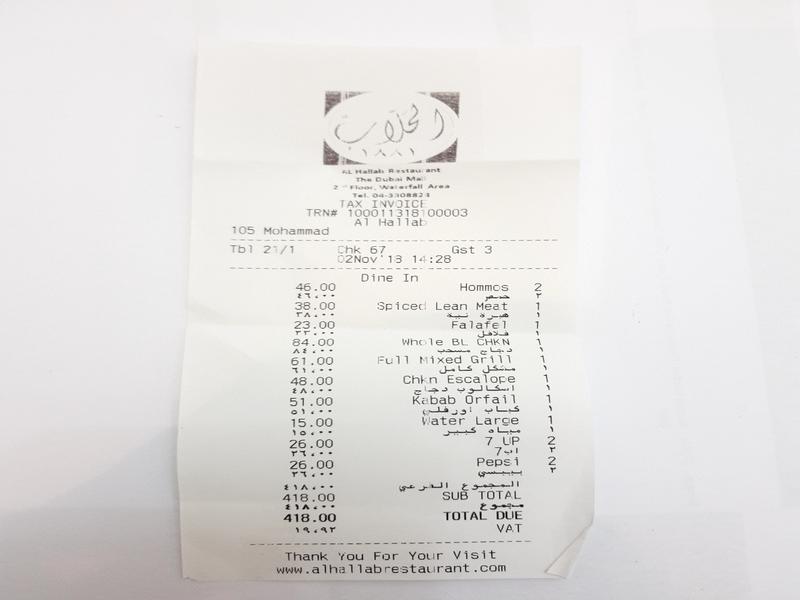 الحلاب
١٨٨١
AL Hallab Restaurant
The Dubai Mall
2nd Floor, Waterfall Area
Tel. 04-3308824
TAX INVOICE
TRN# 100011318100003
Al Hallab
105 Mohammad
Tbl 21/1 Chk 67 Gst 3
02Nov'18 14:28
Dine In
46.00 Hommos 2
٤٦,٠٠ حمص ٢
38.00 Spiced Lean Meat 1
٣٨,٠٠ هبرة نية ١
23.00 Falafel 1
٢٣,٠٠ فلافل ١
84.00 Whole BL CHKN 1
٨٤,٠٠ دجاج مسحب ١
61.00 Full Mixed Grill 1
٦١,٠٠ مشكل كامل ١
48.00 Chkn Escalope 1
٤٨,٠٠ اسكالوب دجاج ١
51.00 Kabab Orfali 1
٥١,٠٠ كباب اورفلي ١
15.00 Water Large 1
١٥,٠٠ مياه كبير ١
26.00 7 UP 2
٢٦,٠٠ 7اب ٢
26.00 Pepsi 2
٢٦,٠٠ بيبسي ٢
٤١٨,٠٠ المجموع الفرعي
418.00 SUB TOTAL
٤١٨,٠٠ مجموع
418.00 TOTAL DUE
١٩,٩٢ VAT
Thank You For Your Visit
www.alhallabrestaurant.com